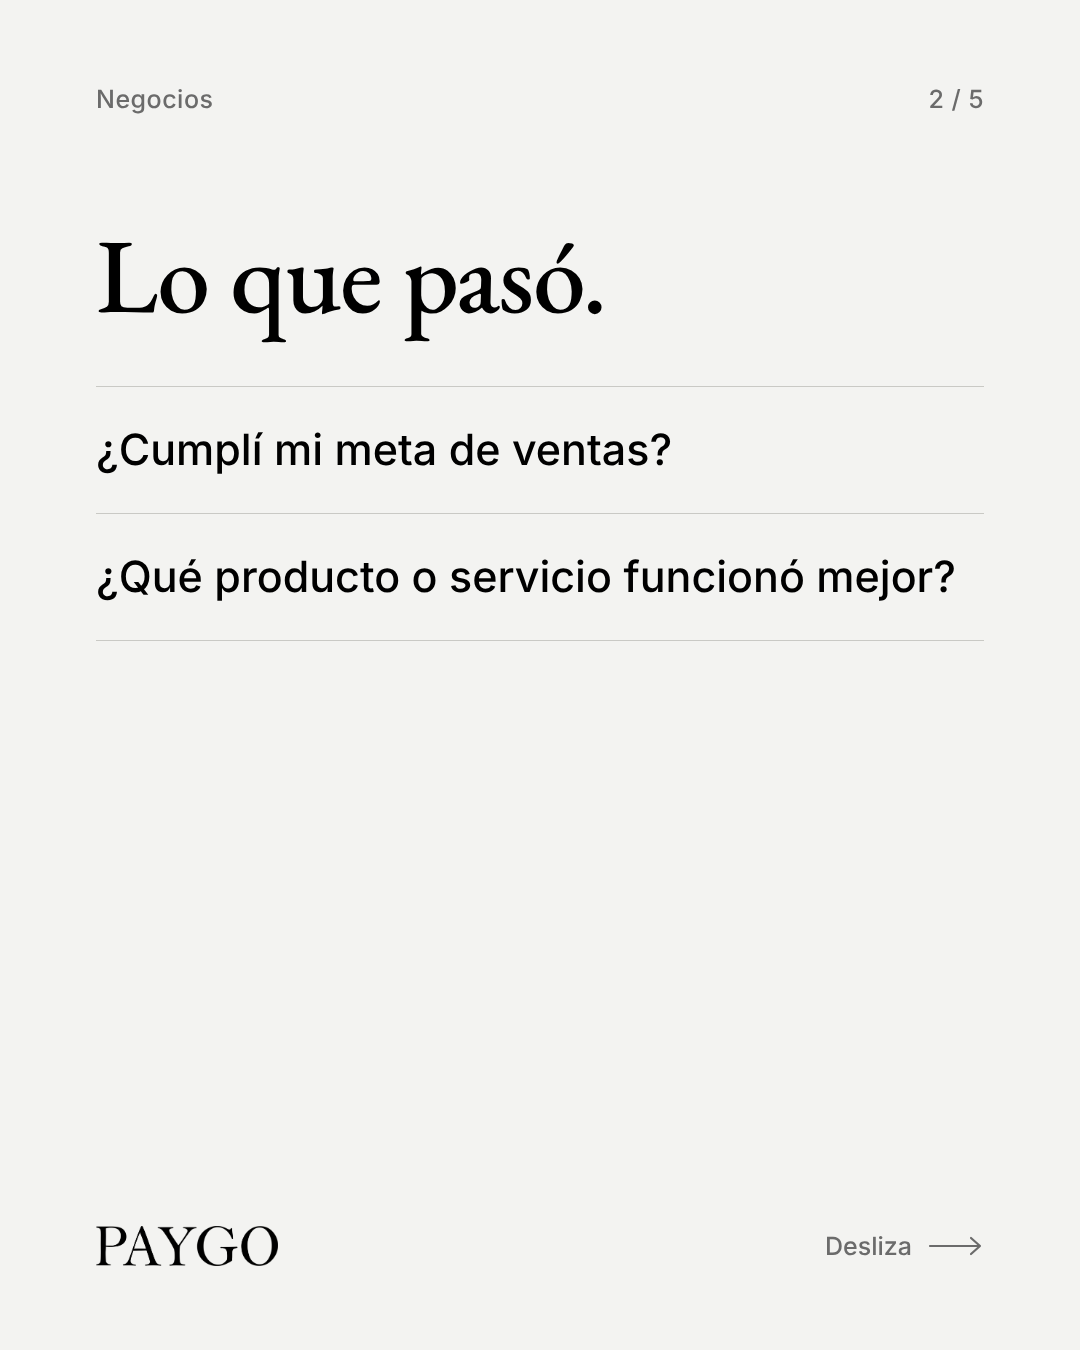 Negocios
2 / 5
Lo que pasó.
¿Cumplí mi meta de ventas?
¿Qué producto o servicio funcionó mejor?
PAYGO
Desliza